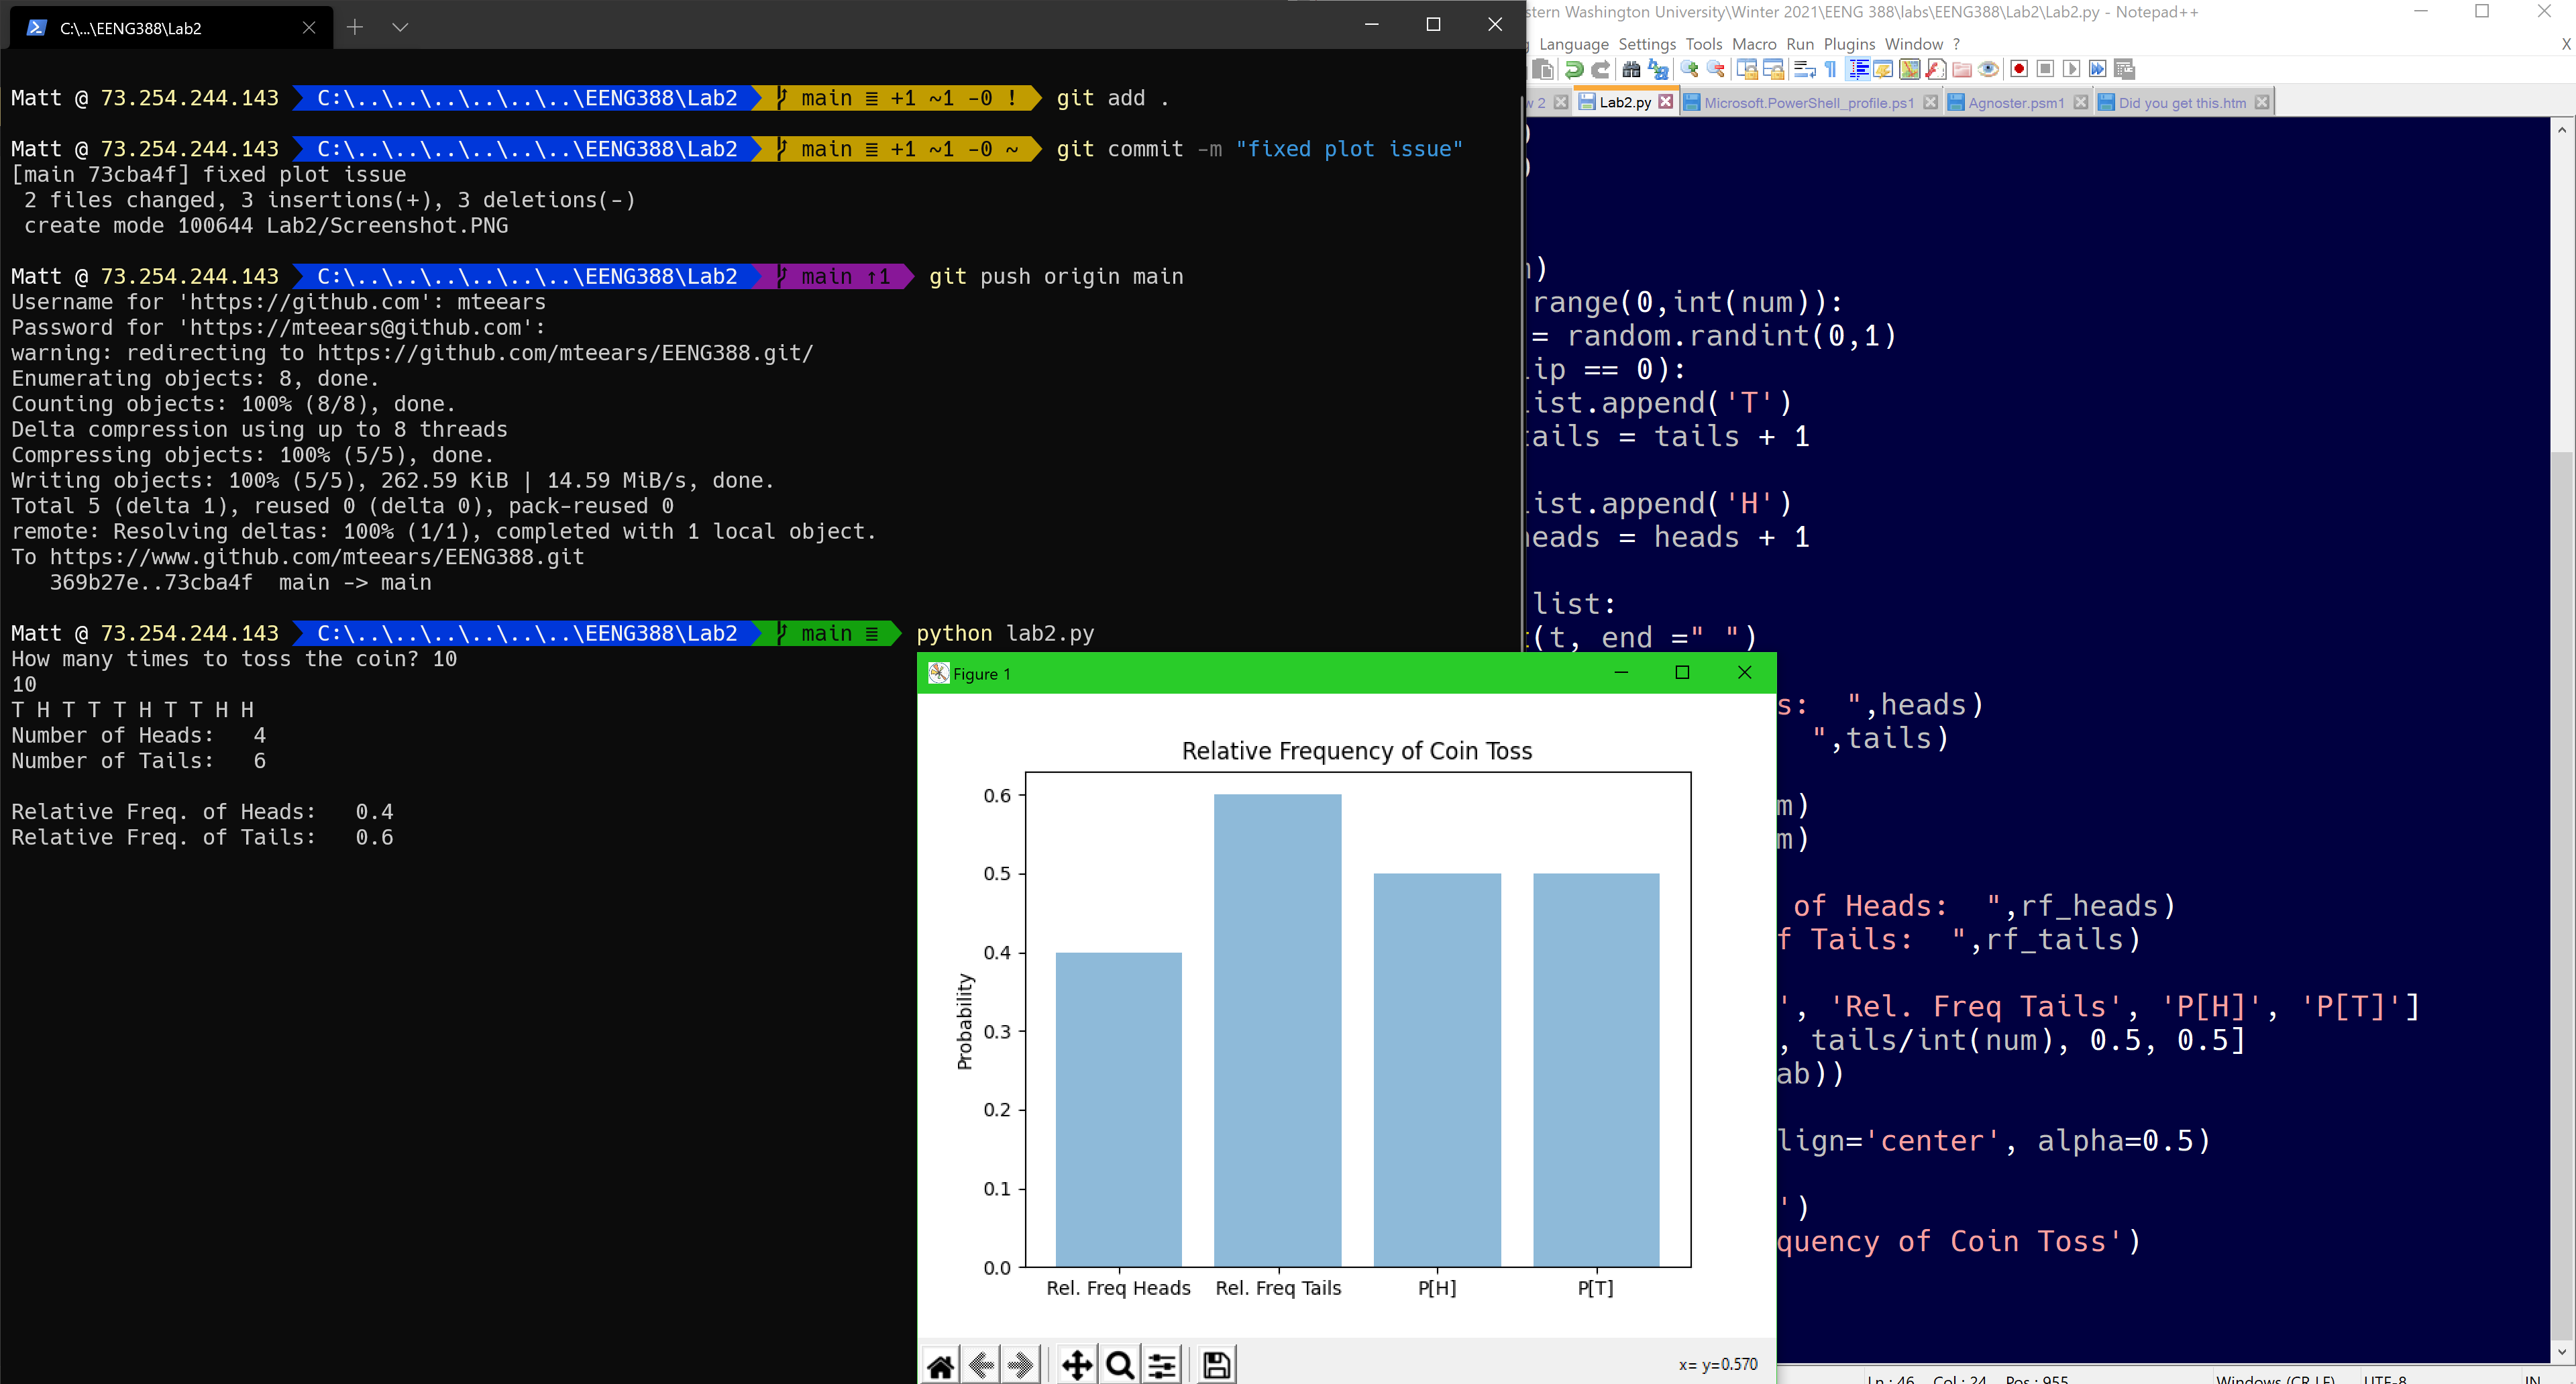 C:\...\EENG388\Lab2
Matt @ 73.254.244.143 C:\..\..\..\..\..\EENG388\Lab2 main ≡ +1 ~1 -0 ! git add .
Matt @ 73.254.244.143 C:\..\..\..\..\..\EENG388\Lab2 main ≡ +1 ~1 -0 ~ git commit -m "fixed plot issue"
[main 73cba4f] fixed plot issue
2 files changed, 3 insertions(+), 3 deletions(-)
create mode 100644 Lab2/Screenshot.PNG
Matt @ 73.254.244.143 C:\..\..\..\..\..\EENG388\Lab2 main ↑1 git push origin main
Username for 'https://github.com': mteears
Password for 'https://mteears@github.com':
warning: redirecting to https://github.com/mteears/EENG388.git/
Enumerating objects: 8, done.
Counting objects: 100% (8/8), done.
Delta compression using up to 8 threads
Compressing objects: 100% (5/5), done.
Writing objects: 100% (5/5), 262.59 KiB | 14.59 MiB/s, done.
Total 5 (delta 1), reused 0 (delta 0), pack-reused 0
remote: Resolving deltas: 100% (1/1), completed with 1 local object.
To https://www.github.com/mteears/EENG388.git
369b27e..73cba4f main -> main
Matt @ 73.254.244.143 C:\..\..\..\..\..\EENG388\Lab2 main ≡ python lab2.py
How many times to toss the coin? 10
10
T H T T T H T T H H
Number of Heads: 4
Number of Tails: 6
Relative Freq. of Heads: 0.4
Relative Freq. of Tails: 0.6
Figure 1
Relative Frequency of Coin Toss
Probability
0.6
0.5
0.4
0.3
0.2
0.1
0.0
Rel. Freq Heads Rel. Freq Tails P[H] P[T]
x= y=0.570
stern Washington University\Winter 2021\EENG 388\labs\EENG388\Lab2\Lab2.py - Notepad++
Language Settings Tools Macro Run Plugins Window ? X
2 Lab2.py Microsoft.PowerShell_profile.ps1 Agnoster.psm1 Did you get this.htm
)
)
)
range(0,int(num)):
= random.randint(0,1)
ip == 0):
ist.append('T')
tails = tails + 1
ist.append('H')
heads = heads + 1
list:
(t, end =" ")
s: ",heads)
",tails)
m)
m)
of Heads: ",rf_heads)
f Tails: ",rf_tails)
', 'Rel. Freq Tails', 'P[H]', 'P[T]']
, tails/int(num), 0.5, 0.5]
ab))
lign='center', alpha=0.5)
')
quency of Coin Toss')
Ln : 46 Col : 24 Pos : 955 Windows (CR LF) UTF-8 IN